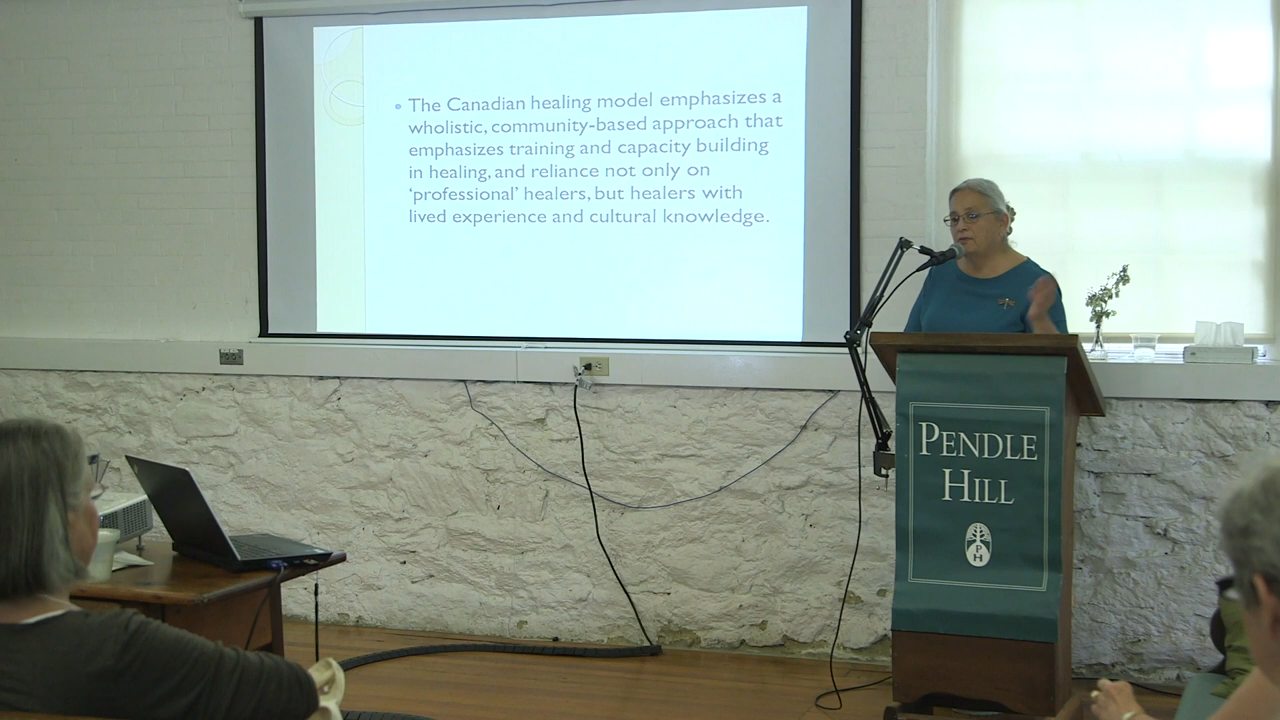 The Canadian healing model emphasizes a
wholistic, community-based approach that
emphasizes training and capacity building
in healing, and reliance not only on
‘professional’ healers, but healers with
lived experience and cultural knowledge.
PENDLE
HILL
P H